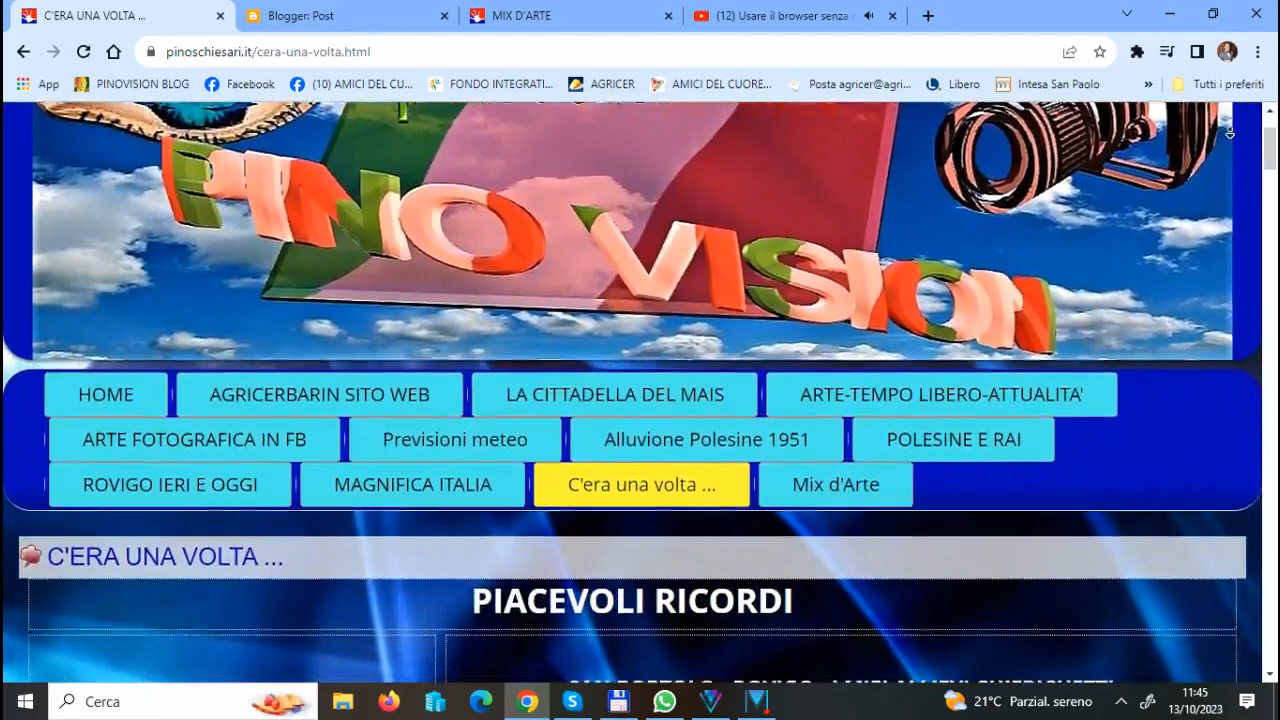 C'ERA UNA VOLTA ...
Blogger: Post
MIX D'ARTE
(12) Usare il browser senza
pinoschiesari.it/cera-una-volta.html
App PINOVISION BLOG Facebook (10) AMICI DEL CU... FONDO INTEGRATI... AGRICER AMICI DEL CUORE... Posta agricer@agri... Libero Intesa San Paolo » Tutti i preferiti
PINO VISION
HOME AGRICERBARIN SITO WEB LA CITTADELLA DEL MAIS ARTE-TEMPO LIBERO-ATTUALITA'
ARTE FOTOGRAFICA IN FB Previsioni meteo Alluvione Polesine 1951 POLESINE E RAI
ROVIGO IERI E OGGI MAGNIFICA ITALIA C'era una volta ... Mix d'Arte
C'ERA UNA VOLTA ...
PIACEVOLI RICORDI
Cerca
21°C Parzial. sereno
11:45
13/10/2023